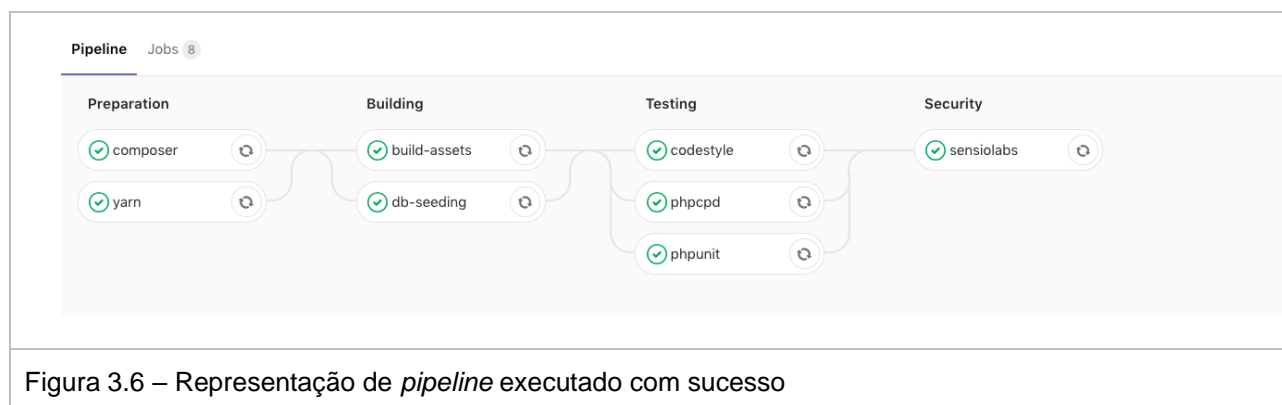 Pipeline Jobs 8
Preparation Building Testing Security
composer build-assets codestyle sensiolabs
yarn db-seeding phpcpd
phpunit
Figura 3.6 – Representação de pipeline executado com sucesso